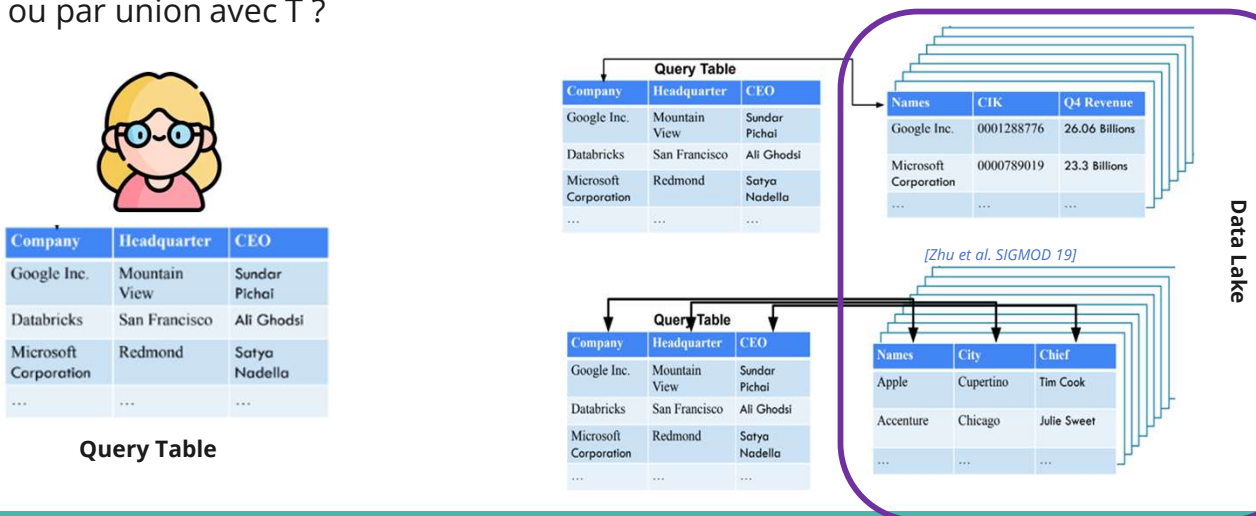 ou par union avec T ?
Company Headquarter CEO
Google Inc. Mountain View Sundar Pichai
Databricks San Francisco Ali Ghodsi
Microsoft Corporation Redmond Satya Nadella
... ... ...
Query Table
Query Table
Company Headquarter CEO
Google Inc. Mountain View Sundar Pichai
Databricks San Francisco Ali Ghodsi
Microsoft Corporation Redmond Satya Nadella
... ... ...
Names CIK Q4 Revenue
Google Inc. 0001288776 26.06 Billions
Microsoft Corporation 0000789019 23.3 Billions
... ... ...
[Zhu et al. SIGMOD 19]
Query Table
Company Headquarter CEO
Google Inc. Mountain View Sundar Pichai
Databricks San Francisco Ali Ghodsi
Microsoft Corporation Redmond Satya Nadella
... ... ...
Names City Chief
Apple Cupertino Tim Cook
Accenture Chicago Julie Sweet
... ... ...
Data Lake